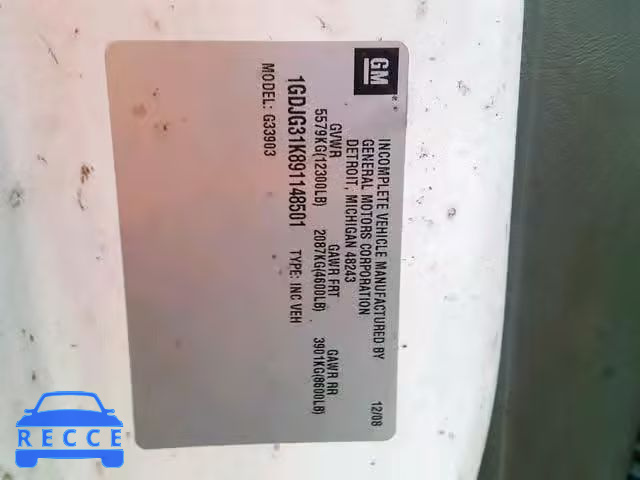 GM
INCOMPLETE VEHICLE MANUFACTURED BY
GENERAL MOTORS CORPORATION
DETROIT, MICHIGAN 48243
12/08
GVWR GAWR FRT GAWR RR
5579KG(12300LB) 2087KG(4600LB) 3901KG(8600LB)
1GDJG31K891148501 TYPE: INC VEH
MODEL: G33903
RECCE